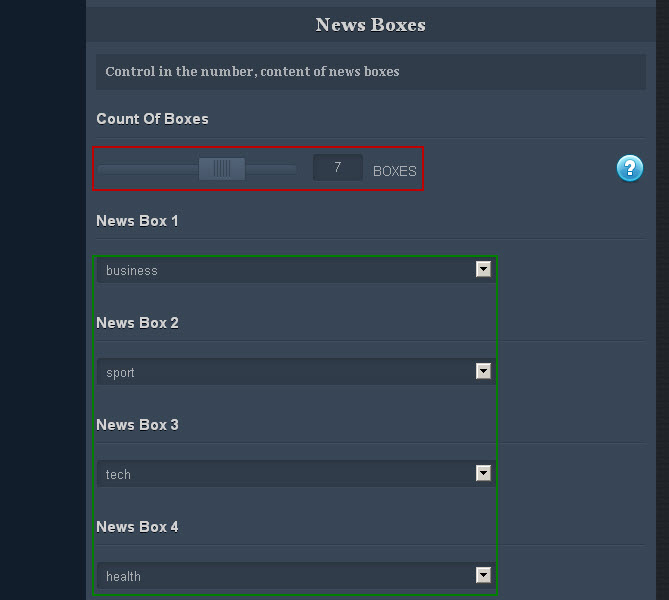 News Boxes
Control in the number, content of news boxes
Count Of Boxes
7 BOXES
?
News Box 1
business
News Box 2
sport
News Box 3
tech
News Box 4
health